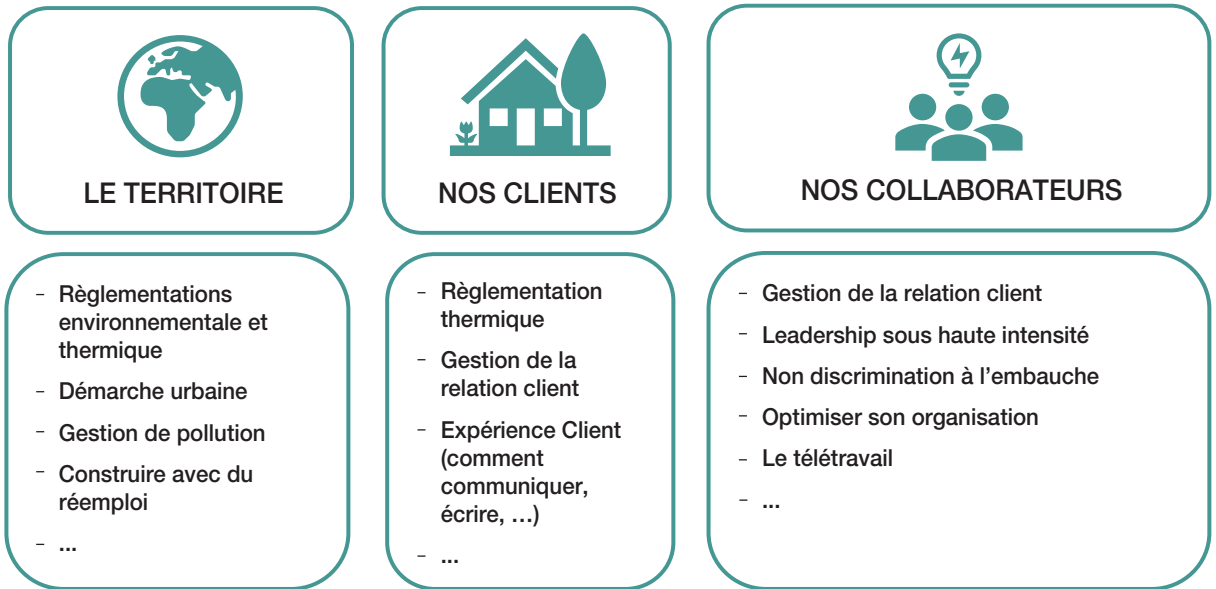 LE TERRITOIRE
NOS CLIENTS
NOS COLLABORATEURS
- Règlementations
environnementale et
thermique
- Démarche urbaine
- Gestion de pollution
- Construire avec du
réemploi
- ...
- Règlementation
thermique
- Gestion de la
relation client
- Expérience Client
(comment
communiquer,
écrire, ...)
- ...
- Gestion de la relation client
- Leadership sous haute intensité
- Non discrimination à l'embauche
- Optimiser son organisation
- Le télétravail
- ...